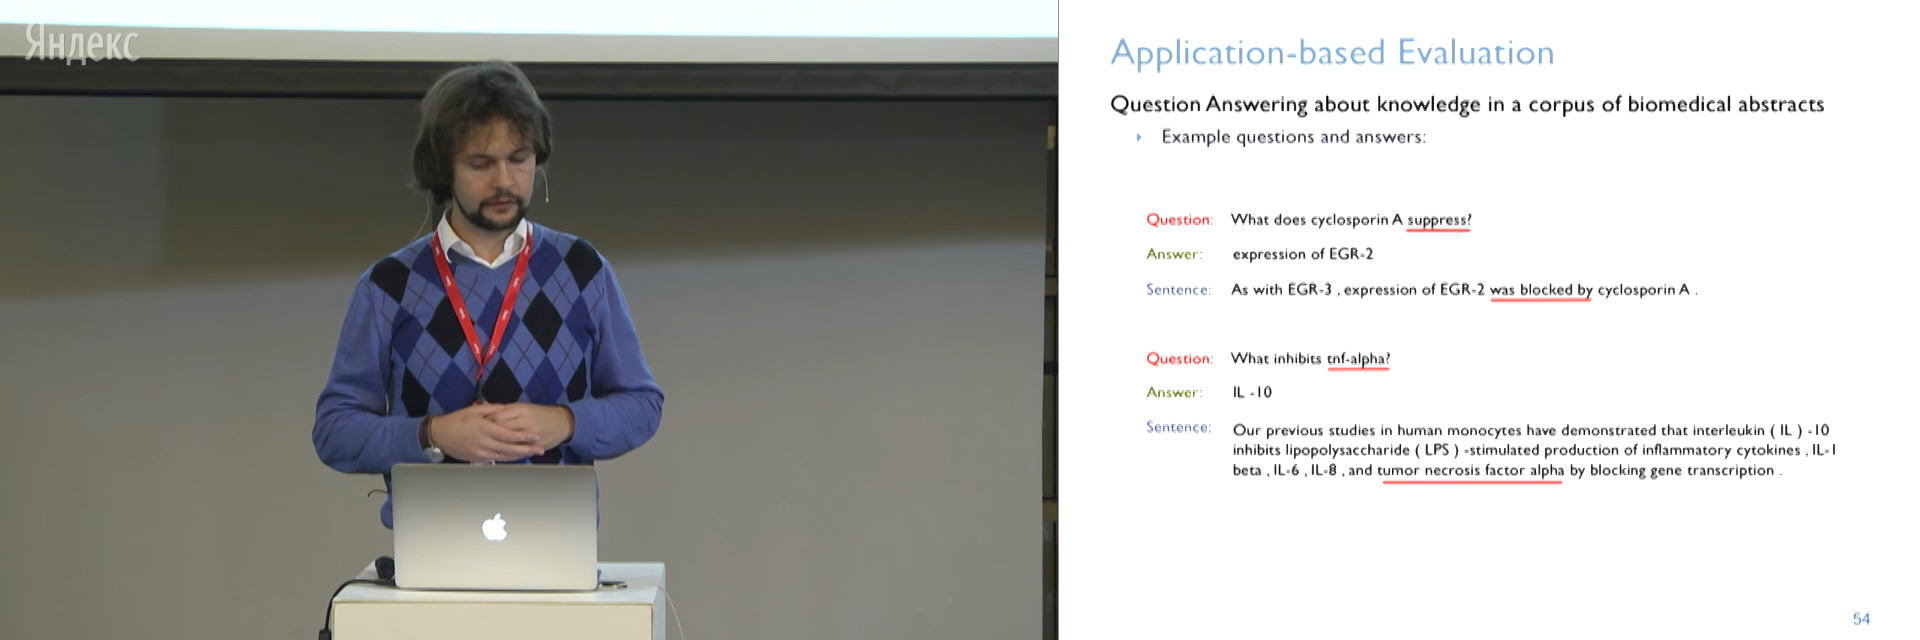 Яндекс
Application-based Evaluation
Question Answering about knowledge in a corpus of biomedical abstracts
Example questions and answers:
Question: What does cyclosporin A suppress?
Answer: expression of EGR-2
Sentence: As with EGR-3 , expression of EGR-2 was blocked by cyclosporin A .
Question: What inhibits tnf-alpha?
Answer: IL -10
Sentence: Our previous studies in human monocytes have demonstrated that interleukin ( IL ) -10
inhibits lipopolysaccharide ( LPS ) -stimulated production of inflammatory cytokines , IL-1
beta , IL-6 , IL-8 , and tumor necrosis factor alpha by blocking gene transcription .
54